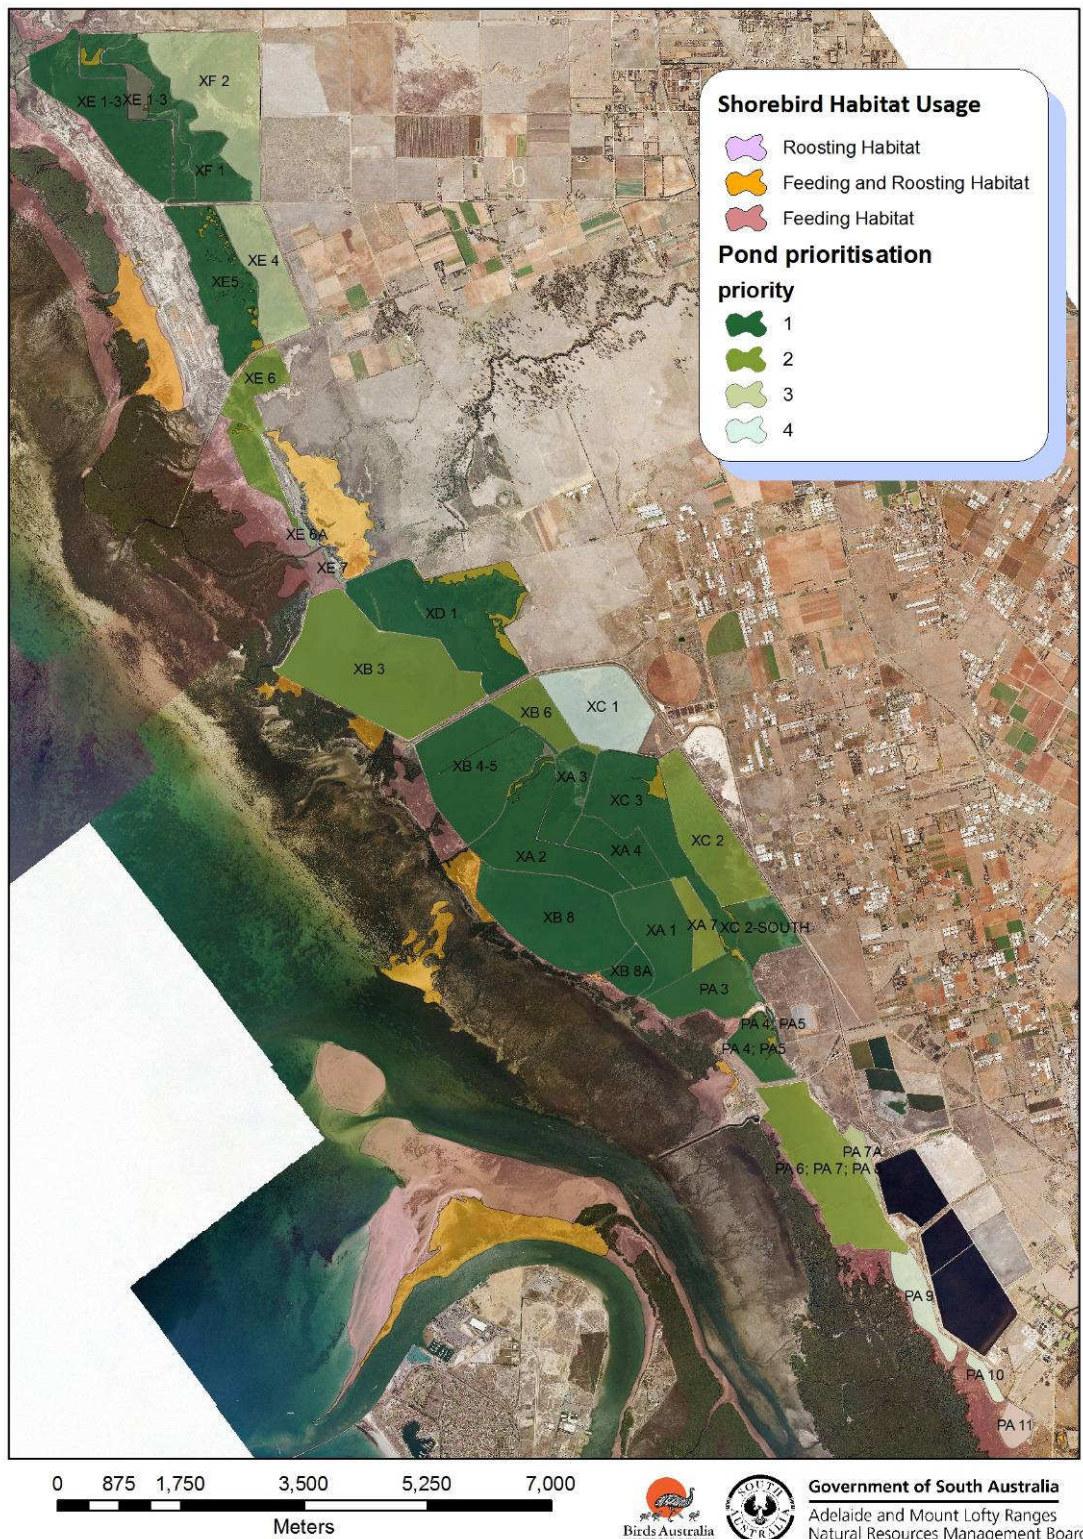 Shorebird Habitat Usage
Roosting Habitat
Feeding and Roosting Habitat
Feeding Habitat
Pond prioritisation
priority
1
2
3
4
XF 2
XE 1-3
XE 1-3
XF 1
XE 4
XE5
XE 6
XE 6A
XE 7
XD 1
XB 3
XC 1
XB 6
XB 4-5
XA 3
XC 3
XC 2
XA 2
XA 4
XB 8
XA 1
XA 7
XC 2-SOUTH
XB 8A
PA 3
PA 4; PA5
PA 4; PA5
PA 7A
PA 6; PA 7; PA 8
PA 9
PA 10
PA 11
0 875 1,750 3,500 5,250 7,000
Meters
Birds Australia
SOUTH AUSTRALIA
Government of South Australia
Adelaide and Mount Lofty Ranges
Natural Resources Management Board